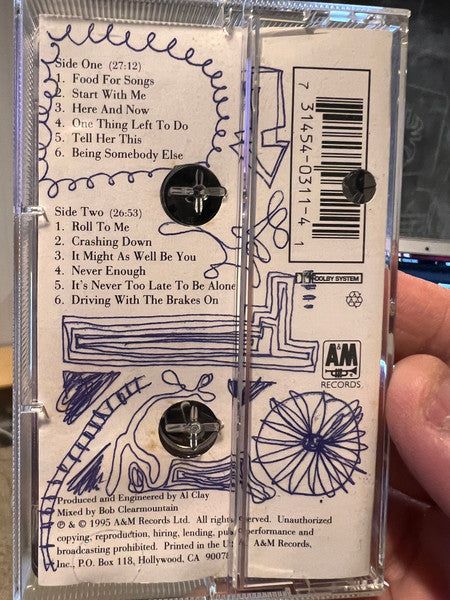 Side One (27:12)
1. Food For Songs
2. Start With Me
3. Here And Now
4. One Thing Left To Do
5. Tell Her This
6. Being Somebody Else
Side Two (26:53)
1. Roll To Me
2. Crashing Down
3. It Might As Well Be You
4. Never Enough
5. It's Never Too Late To Be Alone
6. Driving With The Brakes On
Produced and Engineered by Al Clay
Mixed by Bob Clearmountain
℗ & © 1995 A&M Records Ltd. All rights reserved. Unauthorized
copying, reproduction, hiring, lending, public performance and
broadcasting prohibited. Printed in the U.S.A. A&M Records,
Inc., P.O. Box 118, Hollywood, CA 90078
7 31454-0311-4 1
DOLBY SYSTEM
A&M
RECORDS